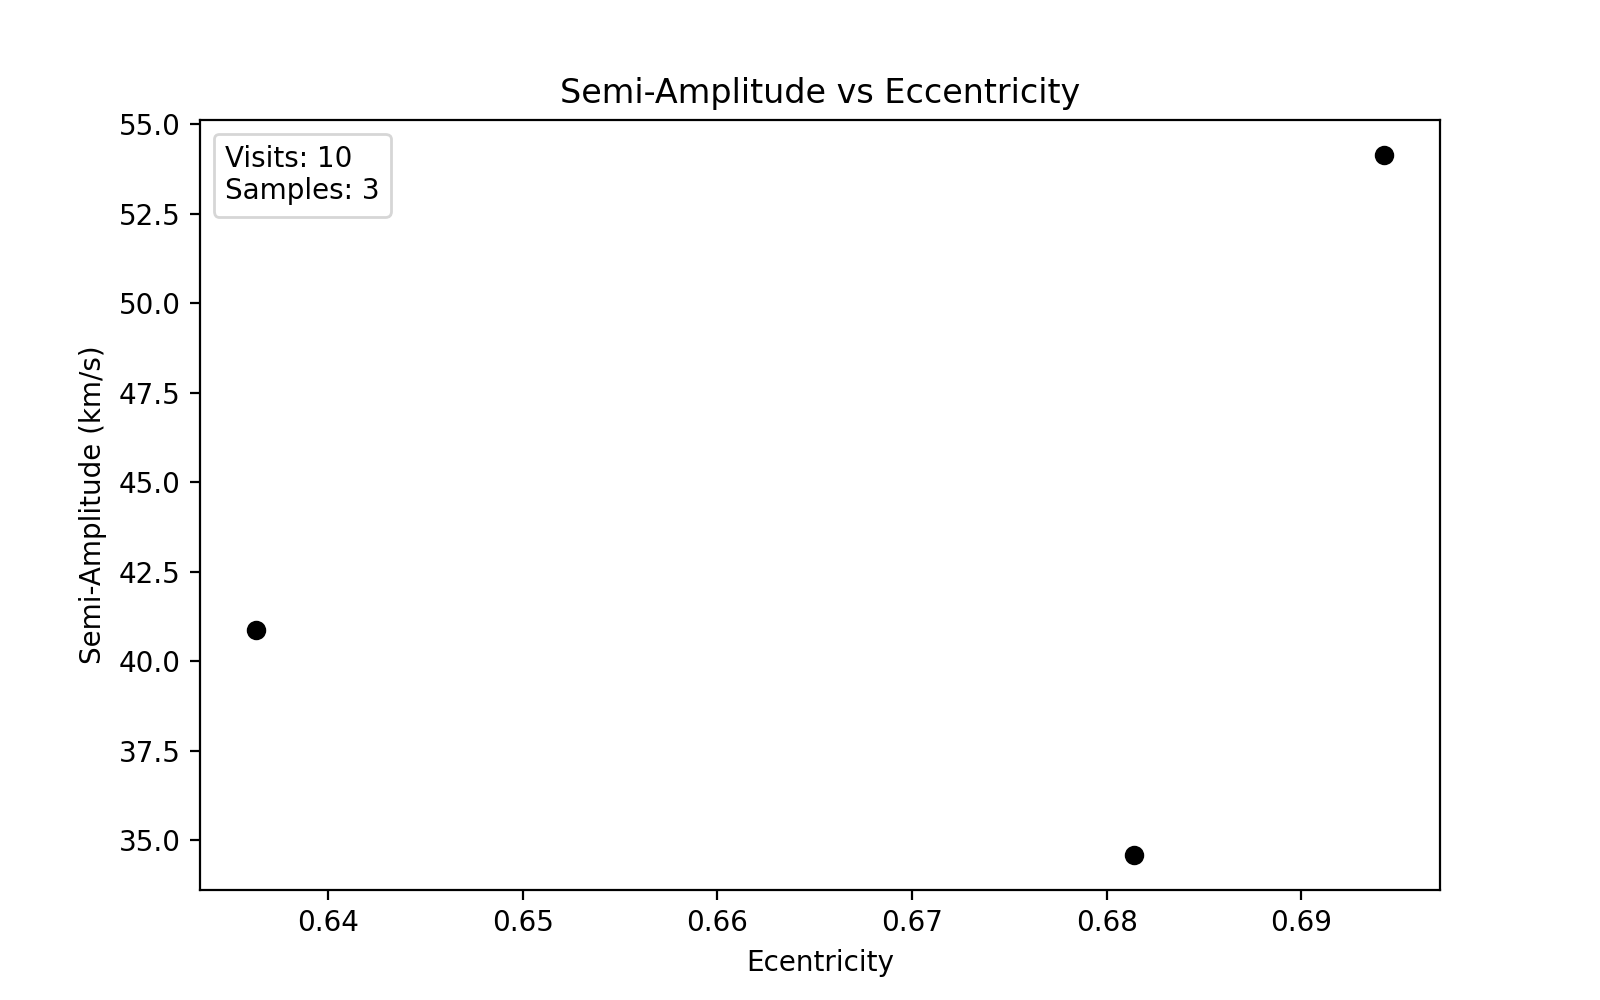 Semi-Amplitude vs Eccentricity
Visits: 10
Samples: 3
55.0
52.5
50.0
47.5
45.0
42.5
40.0
37.5
35.0
Semi-Amplitude (km/s)
0.64 0.65 0.66 0.67 0.68 0.69
Ecentricity